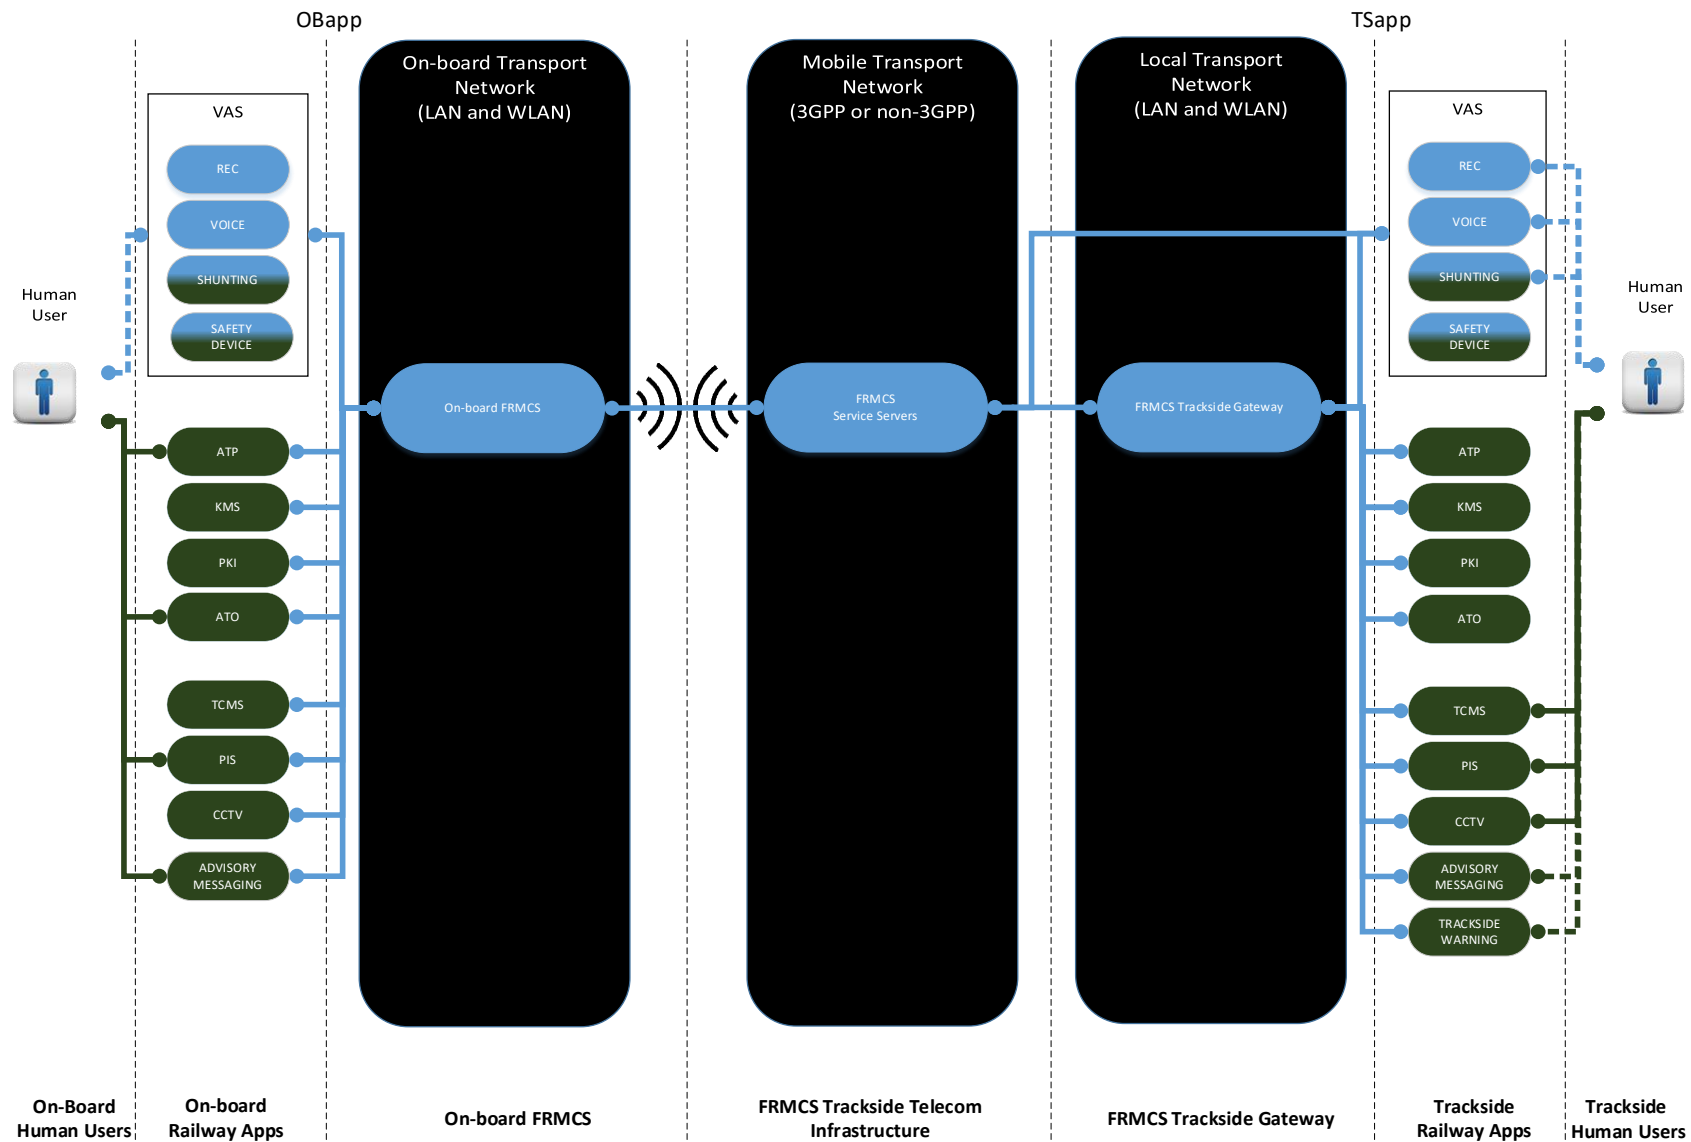 OBapp
TSapp
On-board Transport
Network
(LAN and WLAN)
Mobile Transport
Network
(3GPP or non-3GPP)
Local Transport
Network
(LAN and WLAN)
VAS
REC
VOICE
SHUNTING
SAFETY
DEVICE
Human
User
ATP
KMS
PKI
ATO
TCMS
PIS
CCTV
ADVISORY
MESSAGING
On-board FRMCS
FRMCS
Service Servers
FRMCS Trackside Gateway
VAS
REC
VOICE
SHUNTING
SAFETY
DEVICE
Human
User
ATP
KMS
PKI
ATO
TCMS
PIS
CCTV
ADVISORY
MESSAGING
TRACKSIDE
WARNING
On-Board
Human Users
On-board
Railway Apps
On-board FRMCS
FRMCS Trackside Telecom
Infrastructure
FRMCS Trackside Gateway
Trackside
Railway Apps
Trackside
Human Users